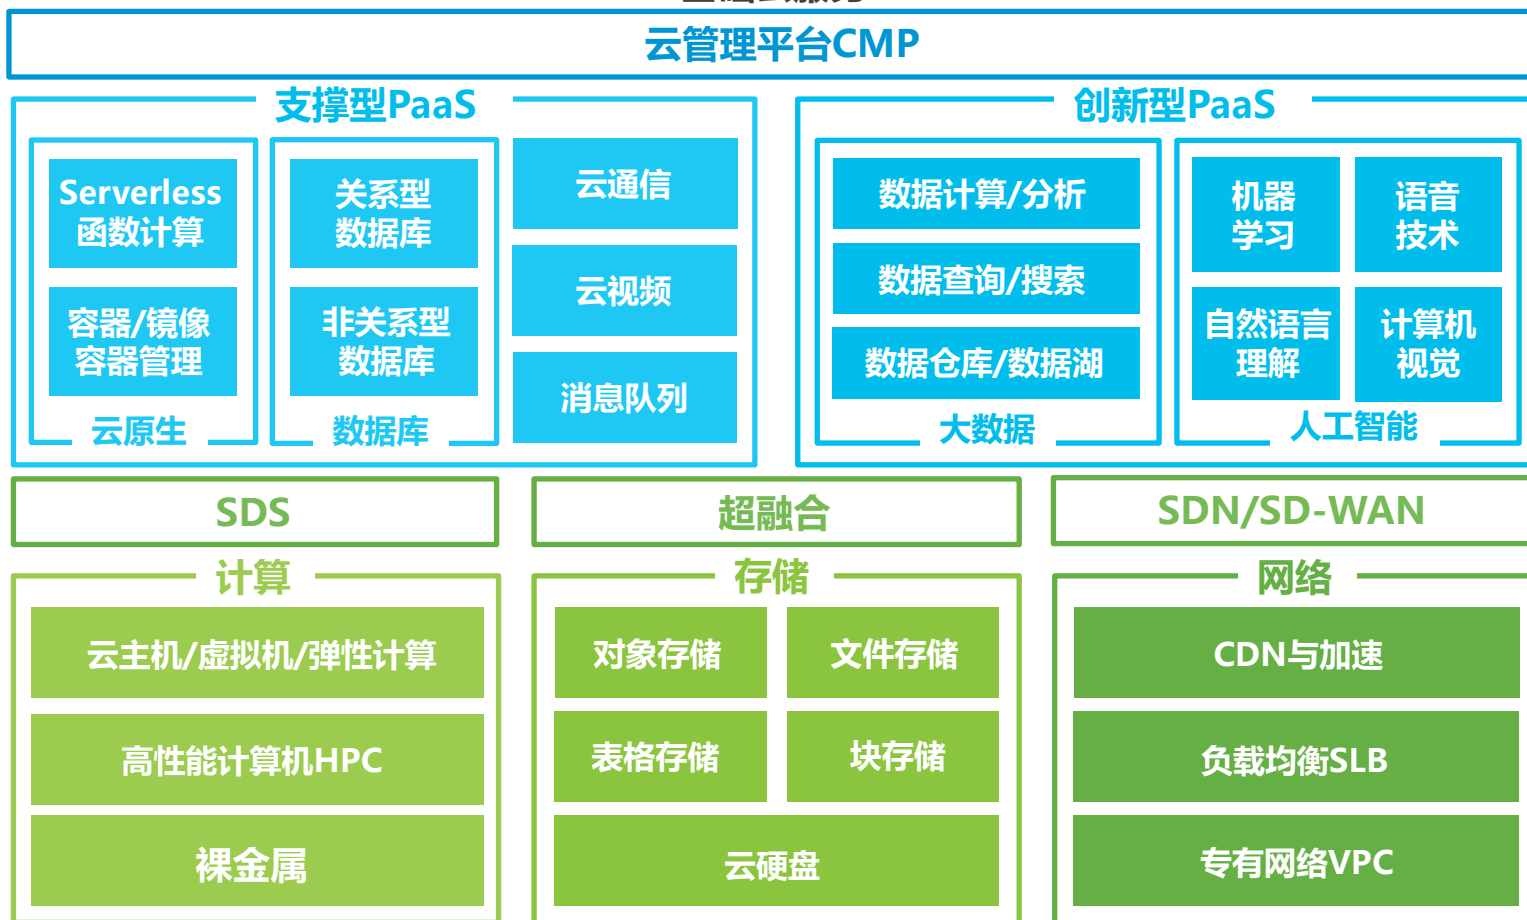 云管理平台CMP
支撑型PaaS
Serverless
函数计算
容器/镜像
容器管理
云原生
关系型
数据库
非关系型
数据库
数据库
云通信
云视频
消息队列
创新型PaaS
数据计算/分析
数据查询/搜索
数据仓库/数据湖
大数据
机器
学习
语音
技术
自然语言
理解
计算机
视觉
人工智能
SDS
超融合
SDN/SD-WAN
计算
云主机/虚拟机/弹性计算
高性能计算机HPC
裸金属
存储
对象存储
文件存储
表格存储
块存储
云硬盘
网络
CDN与加速
负载均衡SLB
专有网络VPC